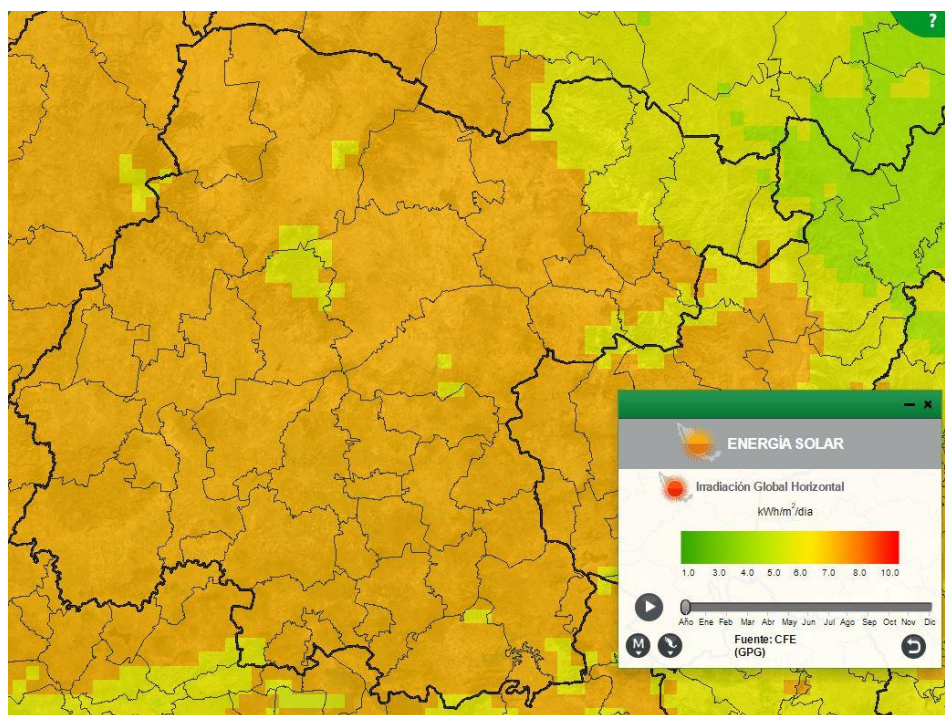 ?
ENERGÍA SOLAR
Irradiación Global Horizontal
kWh/m²/dia
1.0 3.0 4.0 5.0 6.0 7.0 8.0 10.0
Año Ene Feb Mar Abr May Jun Jul Ago Sep Oct Nov Dic
M
Fuente: CFE
(GPG)